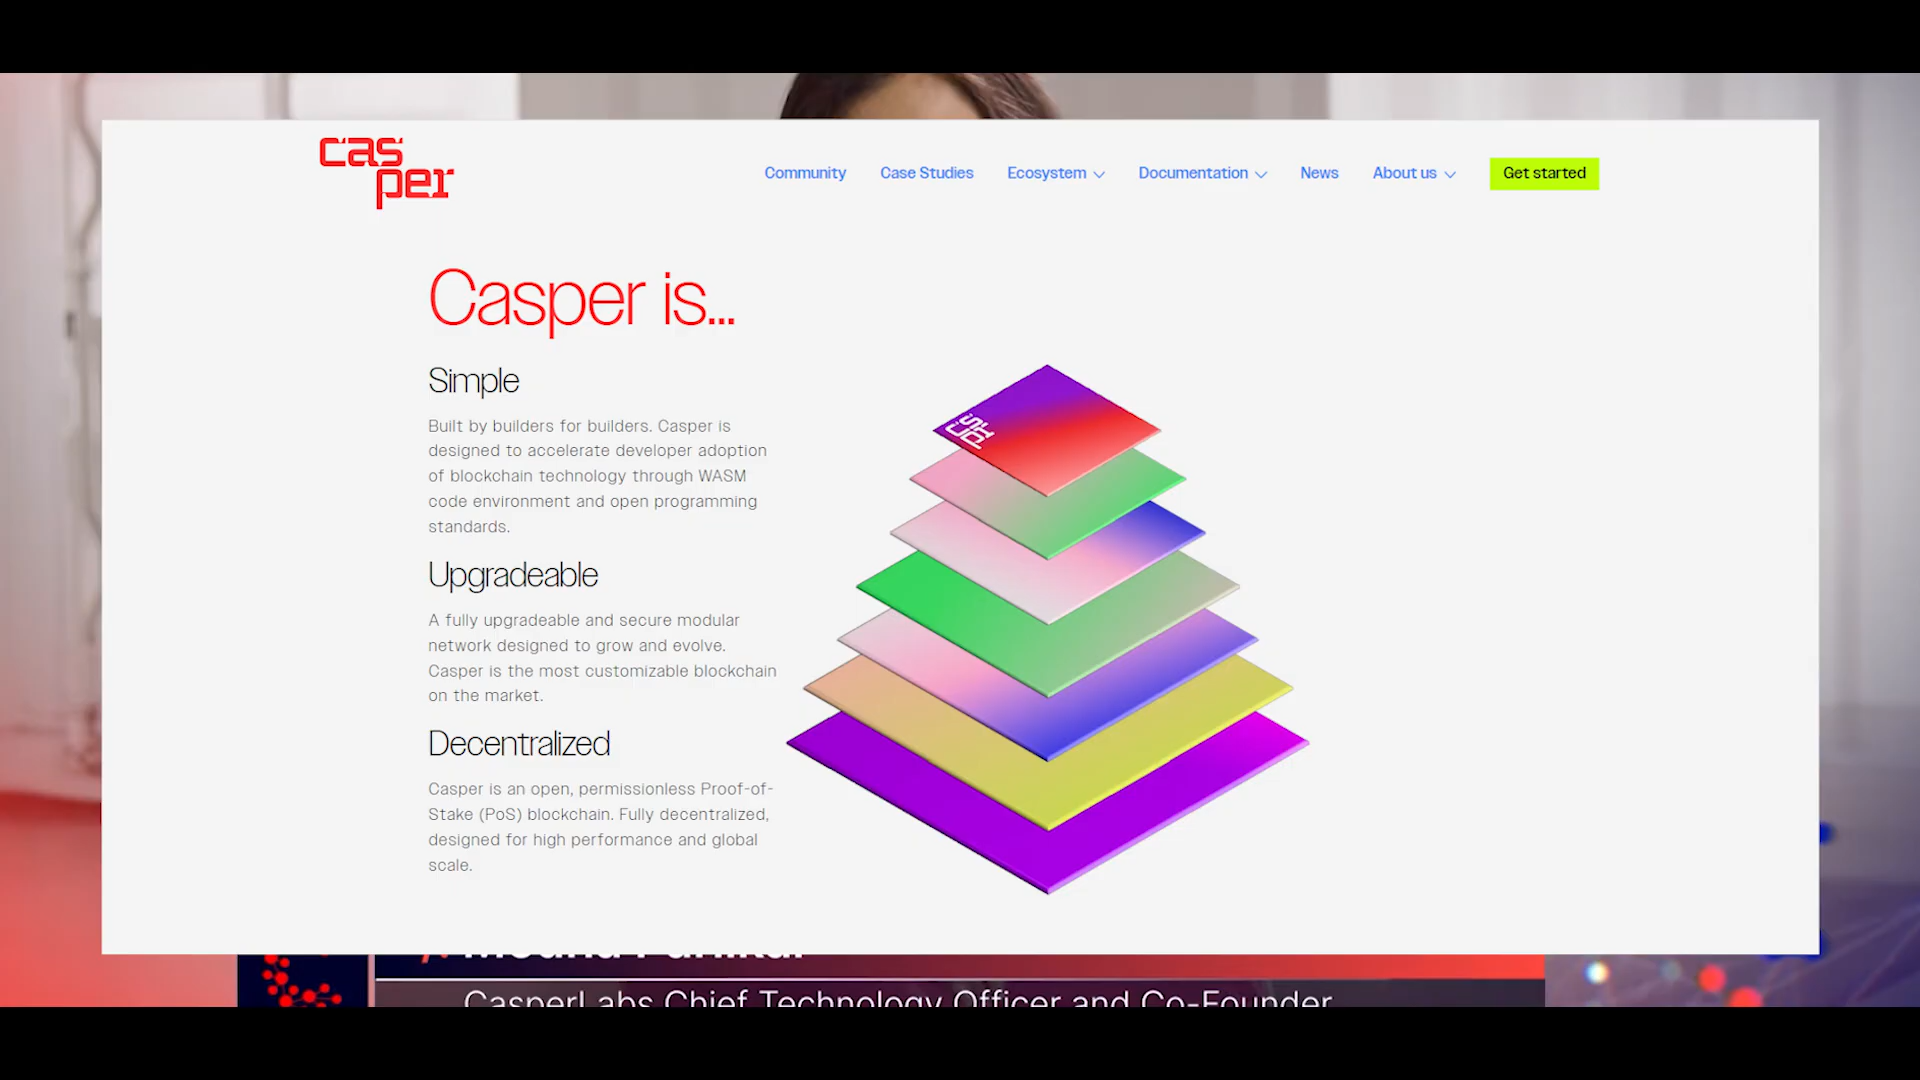 cas
per
Community Case Studies Ecosystem Documentation News About us Get started
Casper is...
Simple
Built by builders for builders. Casper is
designed to accelerate developer adoption
of blockchain technology through WASM
code environment and open programming
standards.
Upgradeable
A fully upgradeable and secure modular
network designed to grow and evolve.
Casper is the most customizable blockchain
on the market.
Decentralized
Casper is an open, permissionless Proof-of-
Stake (PoS) blockchain. Fully decentralized,
designed for high performance and global
scale.
CasperLabs Chief Technology Officer and Co-Founder